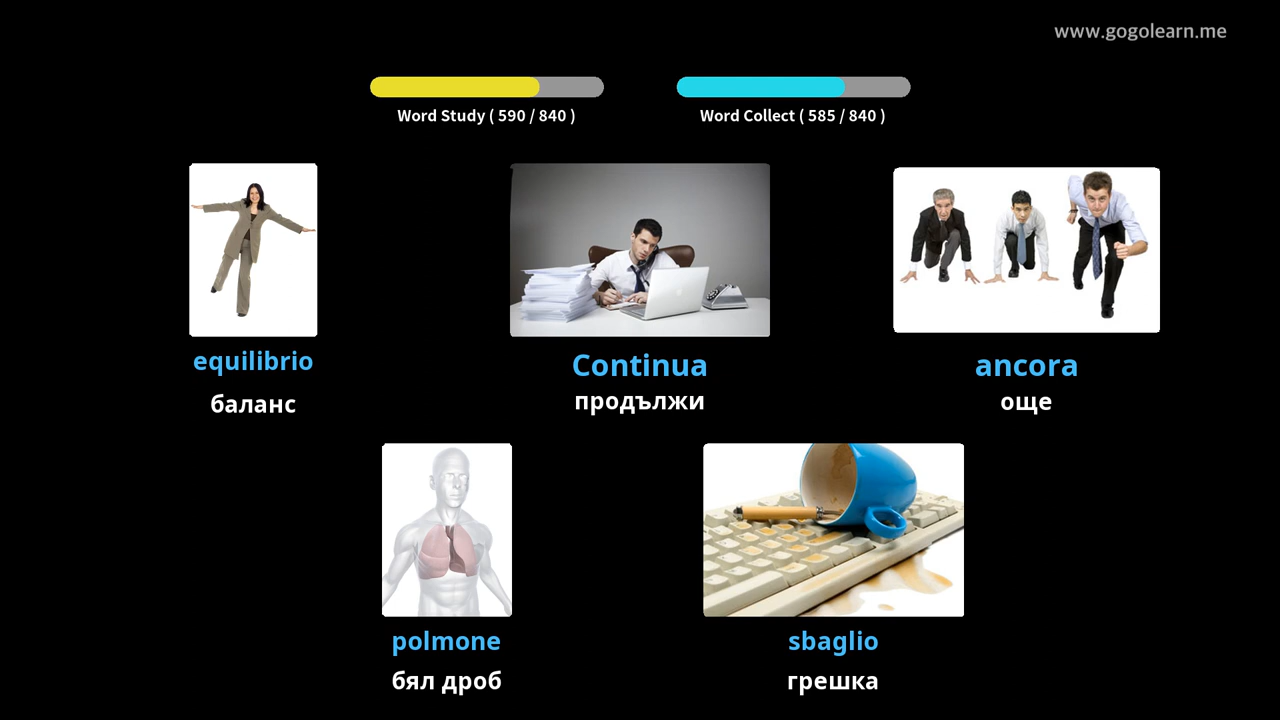 www.gogolearn.me
Word Study ( 590 / 840 )
Word Collect ( 585 / 840 )
equilibrio
баланс
Continua
продължи
ancora
още
polmone
бял дроб
sbaglio
грешка